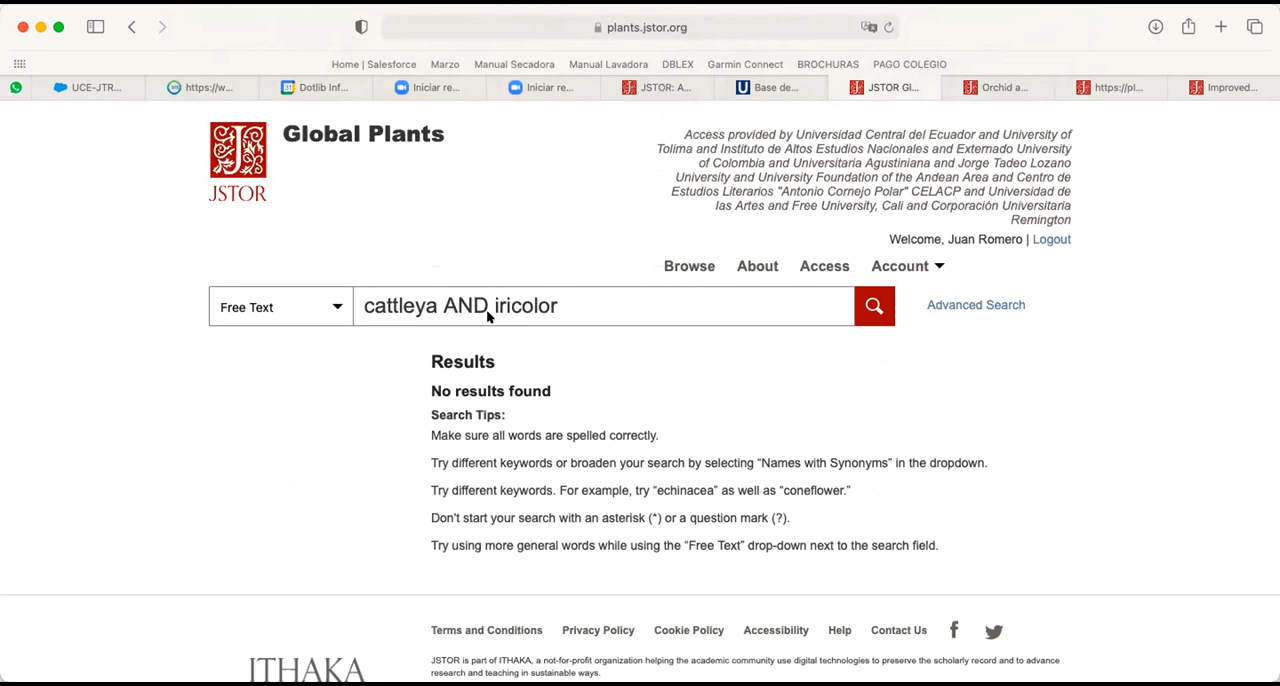 plants.jstor.org
Home | Salesforce Marzo Manual Secadora Manual Lavadora DBLEX Garmin Connect BROCHURAS PAGO COLEGIO
UCE-JTR... https://w... Dotlib Inf... Iniciar re... Iniciar re... JSTOR: A... Base de... JSTOR Gl... Orchid a... https://pl... Improved...
Global Plants
JSTOR
Access provided by Universidad Central del Ecuador and University of
Tolima and Instituto de Altos Estudios Nacionales and Externado University
of Colombia and Universitaria Agustiniana and Jorge Tadeo Lozano
University and University Foundation of the Andean Area and Centro de
Estudios Literarios "Antonio Cornejo Polar" CELACP and Universidad de
las Artes and Free University, Cali and Corporación Universitaria
Remington
Welcome, Juan Romero | Logout
Browse About Access Account
Free Text cattleya AND iricolor Advanced Search
Results
No results found
Search Tips:
Make sure all words are spelled correctly.
Try different keywords or broaden your search by selecting “Names with Synonyms” in the dropdown.
Try different keywords. For example, try “echinacea” as well as “coneflower.”
Don’t start your search with an asterisk (*) or a question mark (?).
Try using more general words while using the “Free Text” drop-down next to the search field.
Terms and Conditions Privacy Policy Cookie Policy Accessibility Help Contact Us
ITHAKA
JSTOR is part of ITHAKA, a not-for-profit organization helping the academic community use digital technologies to preserve the scholarly record and to advance
research and teaching in sustainable ways.